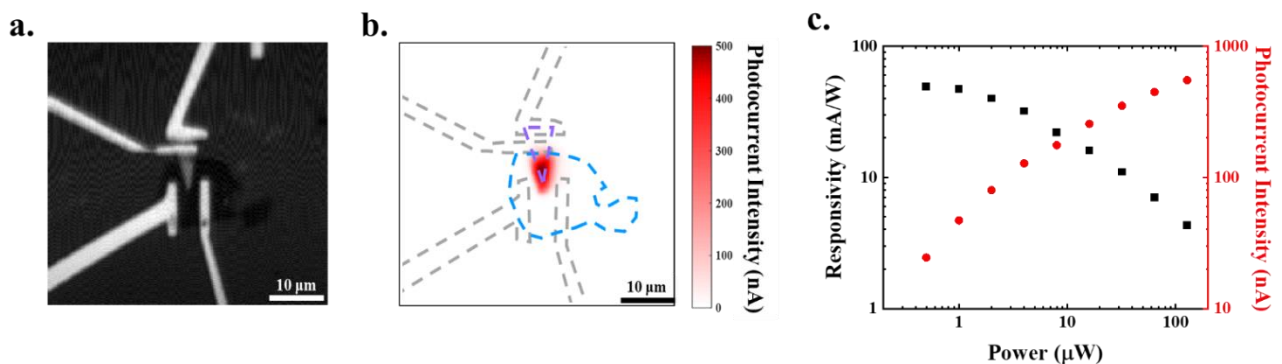 a.
10 µm
b.
10 µm
500
400
300
200
100
0
Photocurrent Intensity (nA)
c.
100
10
1
Responsivity (mA/W)
1
10
100
Power (µW)
1000
100
10
Photocurrent Intensity (nA)